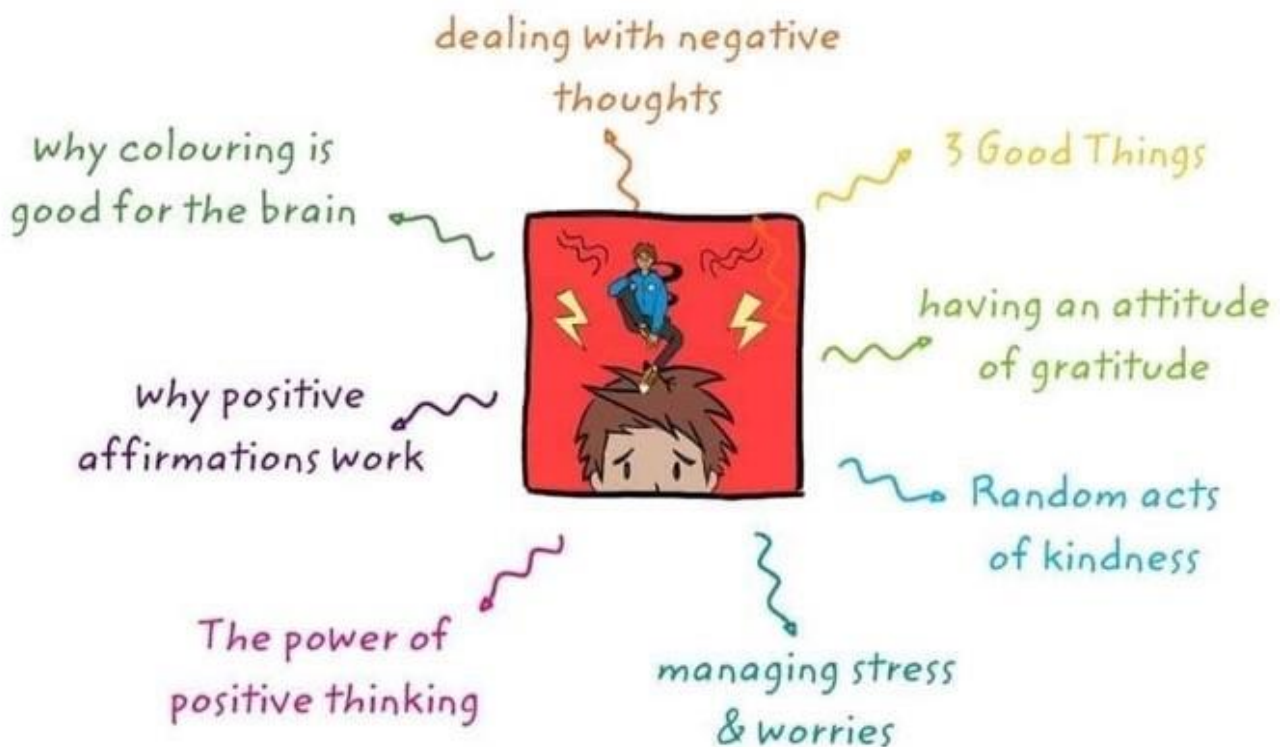 dealing with negative
thoughts
why colouring is
good for the brain
3 Good Things
having an attitude
of gratitude
why positive
affirmations work
Random acts
of kindness
The power of
positive thinking
managing stress
& worries